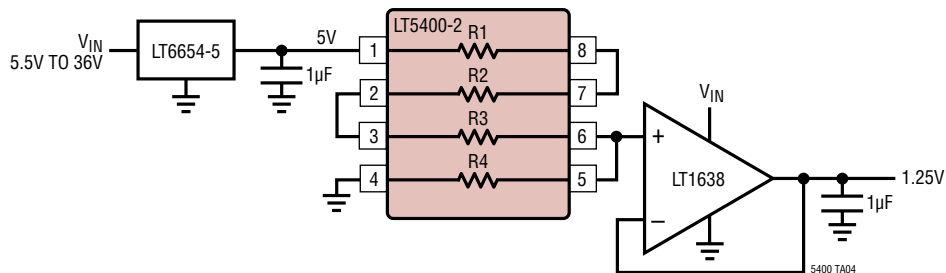 V_IN
5.5V TO 36V
LT6654-5
5V
1µF
LT5400-2
1
R1
8
2
R2
7
3
R3
6
4
R4
5
V_IN
+
LT1638
–
1.25V
1µF
5400 TA04